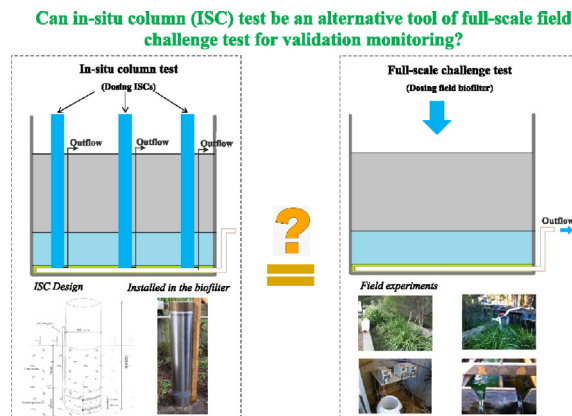 Can in-situ column (ISC) test be an alternative tool of full-scale field
challenge test for validation monitoring?
In-situ column test
(Dosing ISCs)
Outflow
Outflow
Outflow
ISC Design
Installed in the biofilter
?
Full-scale challenge test
(Dosing field biofilter)
Outflow
Field experiments